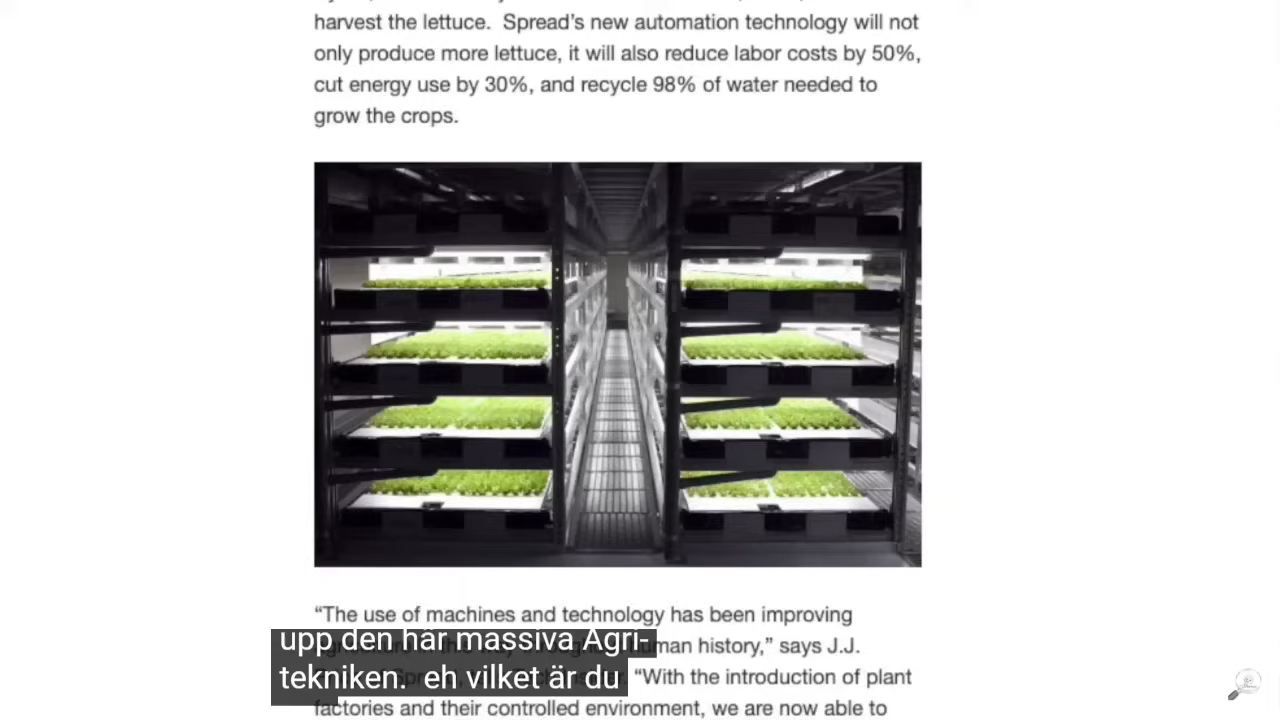 harvest the lettuce.  Spread's new automation technology will not
only produce more lettuce, it will also reduce labor costs by 50%,
cut energy use by 30%, and recycle 98% of water needed to
grow the crops.
“The use of machines and technology has been improving
human history,” says J.J.
“With the introduction of plant
factories and their controlled environment, we are now able to
upp den här massiva Agri-
tekniken.  eh vilket är du